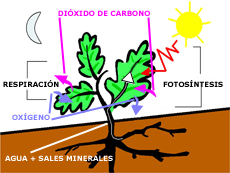 DIÓXIDO DE CARBONO
RESPIRACIÓN
FOTOSÍNTESIS
OXÍGENO
AGUA + SALES MINERALES